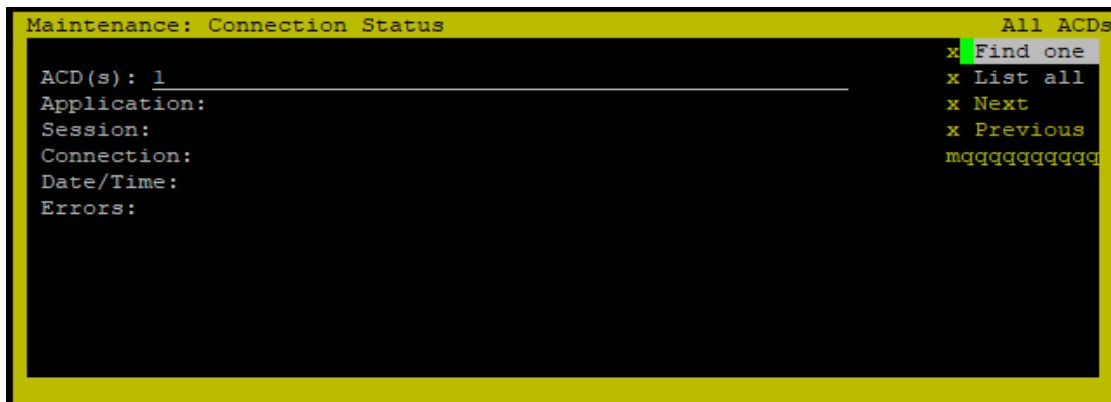 Maintenance: Connection Status All ACDs
x Find one
ACD(s): 1 x List all
Application: x Next
Session: x Previous
Connection: mqqqqqqqqqq
Date/Time:
Errors: